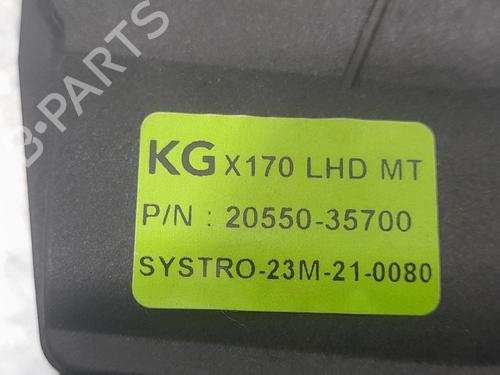 B-PARTS
KG X170 LHD MT
P/N : 20550-35700
SYSTRO-23M-21-0080